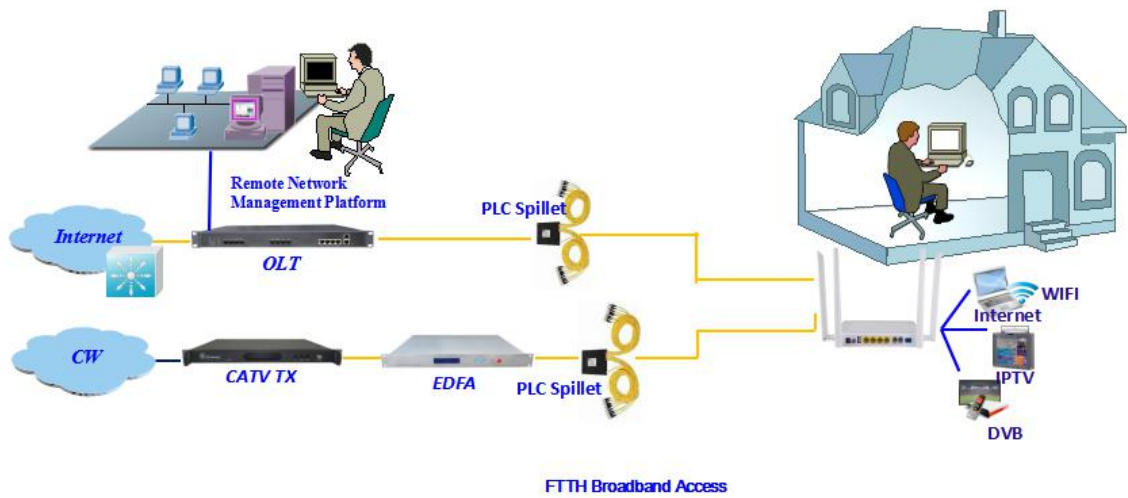 Remote Network
Management Platform
PLC Spillet
Internet
OLT
WIFI
Internet
CW
CATV TX
EDFA
PLC Spillet
IPTV
DVB
FTTH Broadband Access